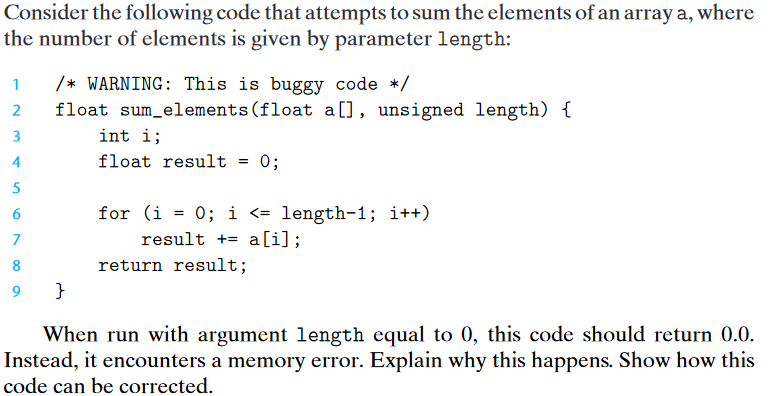 Consider the following code that attempts to sum the elements of an array a, where
the number of elements is given by parameter length:
1 /* WARNING: This is buggy code */
2 float sum_elements(float a[], unsigned length) {
3 int i;
4 float result = 0;
5
6 for (i = 0; i <= length-1; i++)
7 result += a[i];
8 return result;
9 }
When run with argument length equal to 0, this code should return 0.0.
Instead, it encounters a memory error. Explain why this happens. Show how this
code can be corrected.